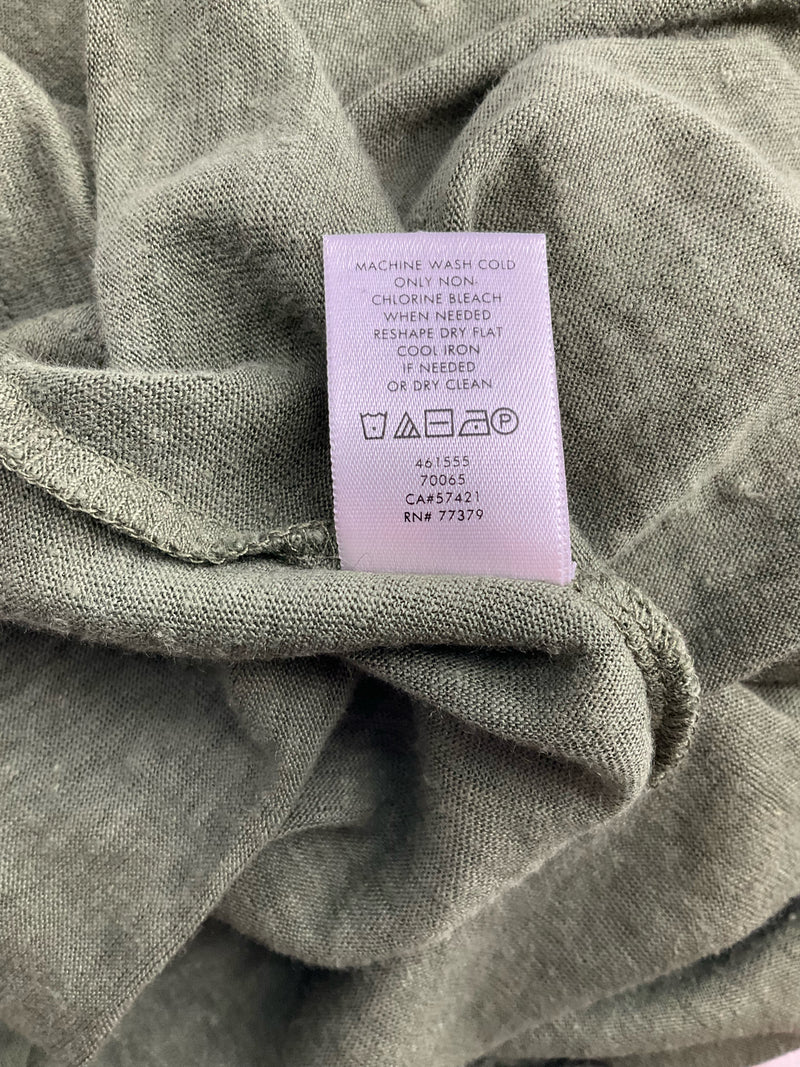 MACHINE WASH COLD
ONLY NON-
CHLORINE BLEACH
WHEN NEEDED
RESHAPE DRY FLAT
COOL IRON
IF NEEDED
OR DRY CLEAN
P
461555
70065
CA#57421
RN# 77379